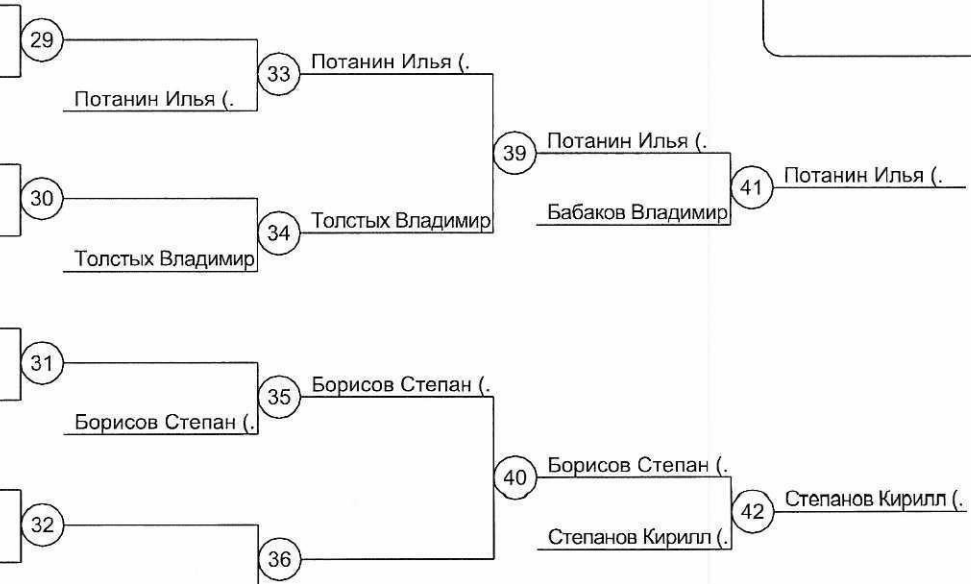 29
Потанин Илья (.
33
Потанин Илья (.
Потанин Илья (.
39
Потанин Илья (.
41
30
Бабаков Владимир
Толстых Владимир
34
Толстых Владимир
31
Борисов Степан (.
35
Борисов Степан (.
Борисов Степан (.
40
Степанов Кирилл (.
42
32
Степанов Кирилл (.
36